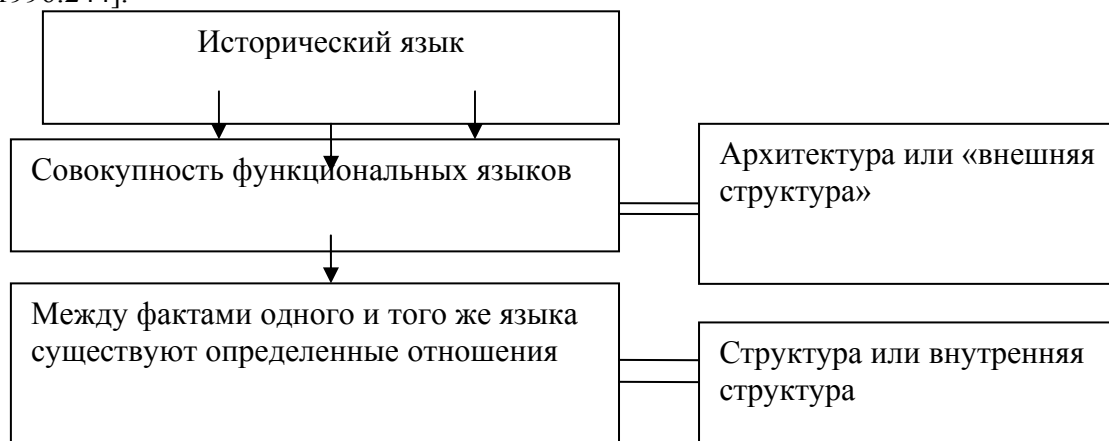 Исторический язык
Совокупность функциональных языков
Архитектура или «внешняя
структура»
Между фактами одного и того же языка
существуют определенные отношения
Структура или внутренняя
структура